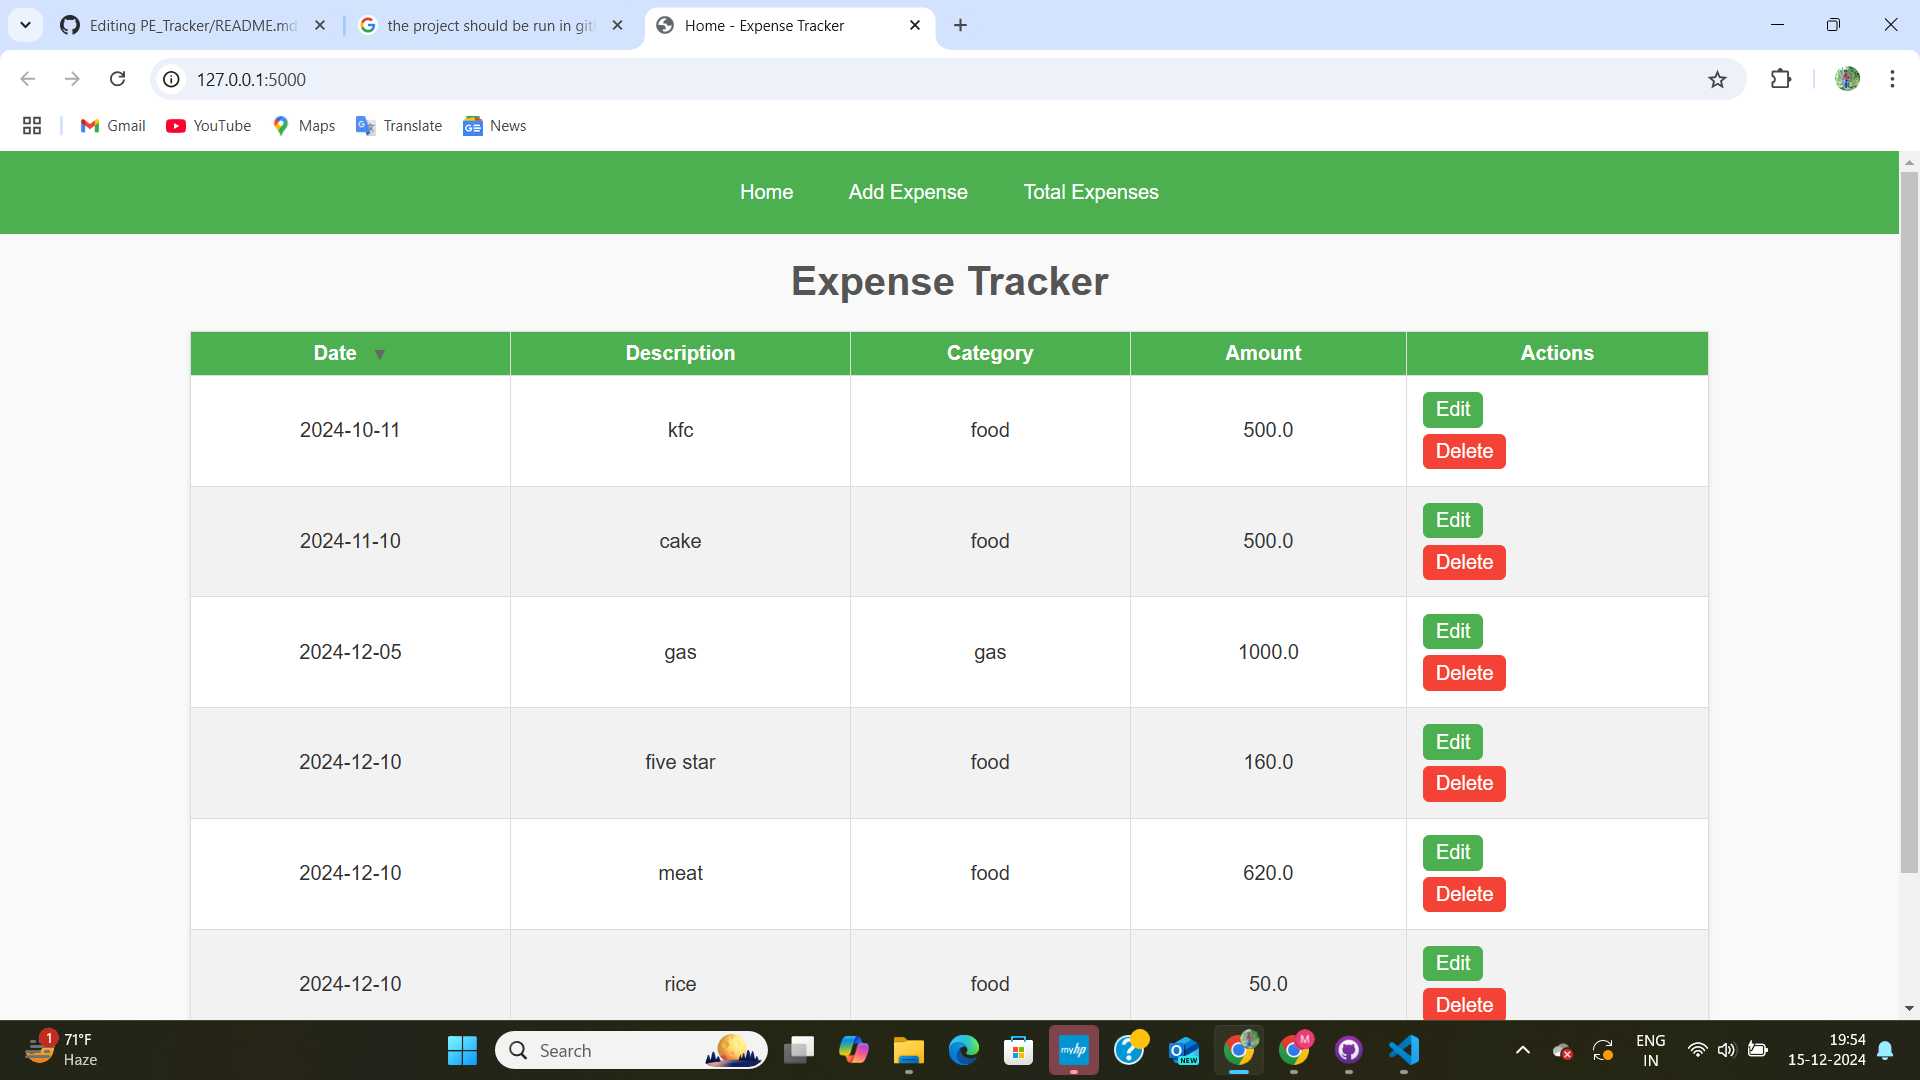 Editing PE_Tracker/README.md
the project should be run in git
Home - Expense Tracker
127.0.0.1:5000
Gmail YouTube Maps Translate News
Home Add Expense Total Expenses
Expense Tracker
Date ▼ Description Category Amount Actions
2024-10-11 kfc food 500.0 Edit
Delete
2024-11-10 cake food 500.0 Edit
Delete
2024-12-05 gas gas 1000.0 Edit
Delete
2024-12-10 five star food 160.0 Edit
Delete
2024-12-10 meat food 620.0 Edit
Delete
2024-12-10 rice food 50.0 Edit
Delete
1
71°F
Haze
Search
myhp
NEW
M
ENG
IN
19:54
15-12-2024